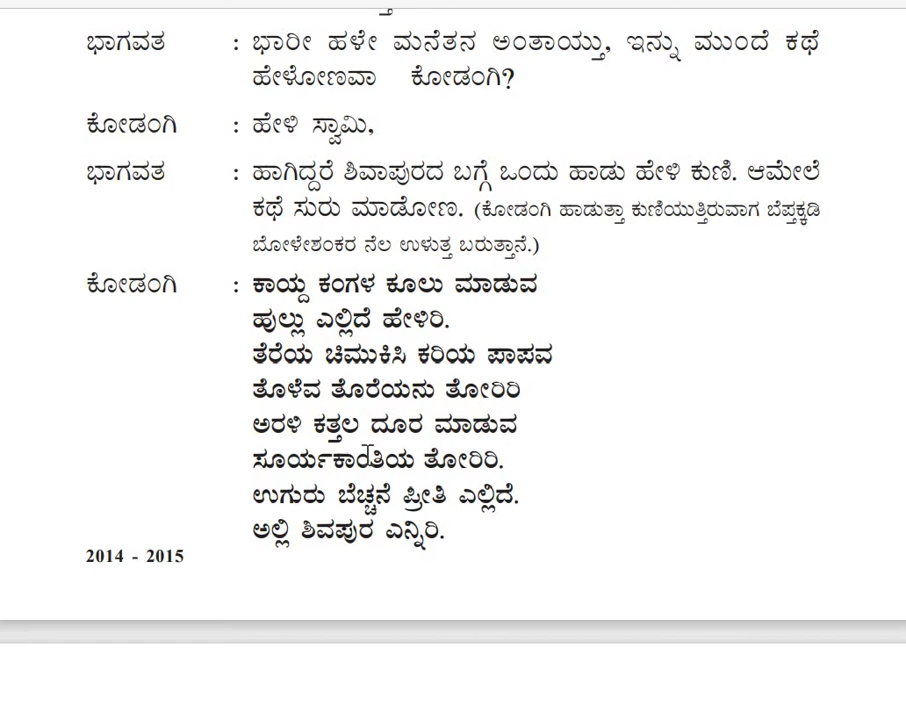 ಭಾಗವತ : ಭಾರೀ ಹಳೇ ಮನೆತನ ಅಂತಾಯ್ತು, ಇನ್ನು ಮುಂದೆ ಕಥೆ
ಹೇಳೋಣವಾ ಕೋಡಂಗಿ?
ಕೋಡಂಗಿ : ಹೇಳಿ ಸ್ವಾಮಿ,
ಭಾಗವತ : ಹಾಗಿದ್ದರೆ ಶಿವಾಪುರದ ಬಗ್ಗೆ ಒಂದು ಹಾಡು ಹೇಳಿ ಕುಣಿ. ಆಮೇಲೆ
ಕಥೆ ಸುರು ಮಾಡೋಣ. (ಕೋಡಂಗಿ ಹಾಡುತ್ತಾ ಕುಣಿಯುತ್ತಿರುವಾಗ ಬೆಪ್ತಕ್ಕಡಿ
ಬೋಳೇಶಂಕರ ನೆಲ ಉಳುತ್ತ ಬರುತ್ತಾನೆ.)
ಕೋಡಂಗಿ : ಕಾಯ್ದ ಕಂಗಳ ಕೂಲು ಮಾಡುವ
ಹುಲ್ಲು ಎಲ್ಲಿದೆ ಹೇಳಿರಿ.
ತೆರೆಯ ಚಿಮುಕಿಸಿ ಕರಿಯ ಪಾಪವ
ತೊಳೆವ ತೊರೆಯನು ತೋರಿರಿ
ಅರಳಿ ಕತ್ತಲ ದೂರ ಮಾಡುವ
ಸೂರ್ಯಕಾಂತಿಯ ತೋರಿರಿ.
ಉಗುರು ಬೆಚ್ಚನೆ ಪ್ರೀತಿ ಎಲ್ಲಿದೆ.
ಅಲ್ಲಿ ಶಿವಪುರ ಎನ್ನಿರಿ.
2014 - 2015